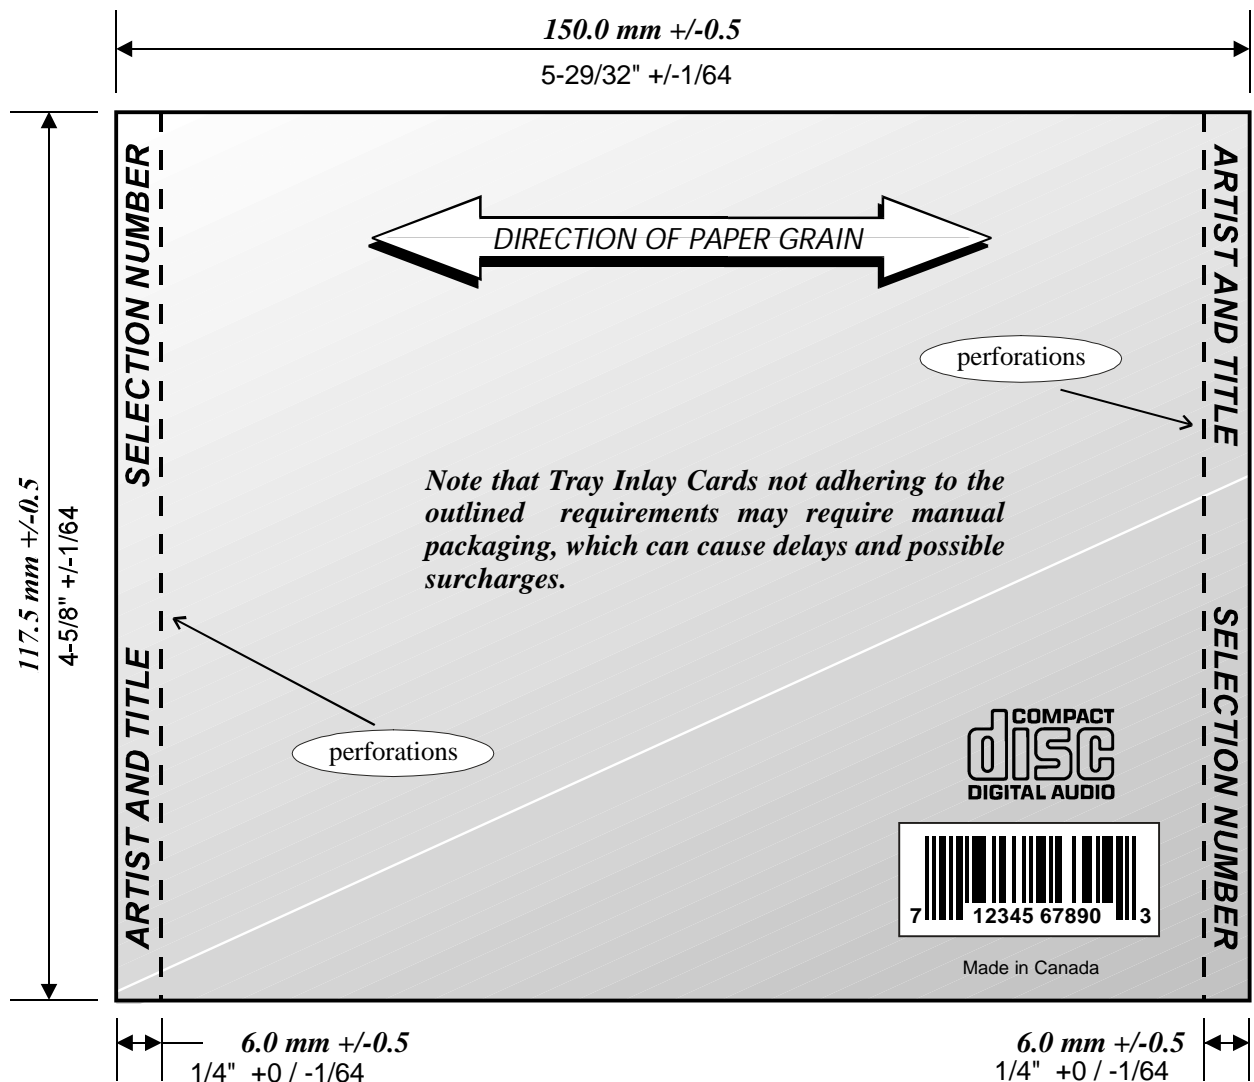 150.0 mm +/-0.5
5-29/32" +/-1/64
117.5 mm +/-0.5
4-5/8" +/-1/64
SELECTION NUMBER
ARTIST AND TITLE
DIRECTION OF PAPER GRAIN
perforations
Note that Tray Inlay Cards not adhering to the
outlined requirements may require manual
packaging, which can cause delays and possible
surcharges.
perforations
COMPACT
disc
DIGITAL AUDIO
7 12345 67890 3
Made in Canada
ARTIST AND TITLE
SELECTION NUMBER
6.0 mm +/-0.5
1/4" +0 / -1/64
6.0 mm +/-0.5
1/4" +0 / -1/64